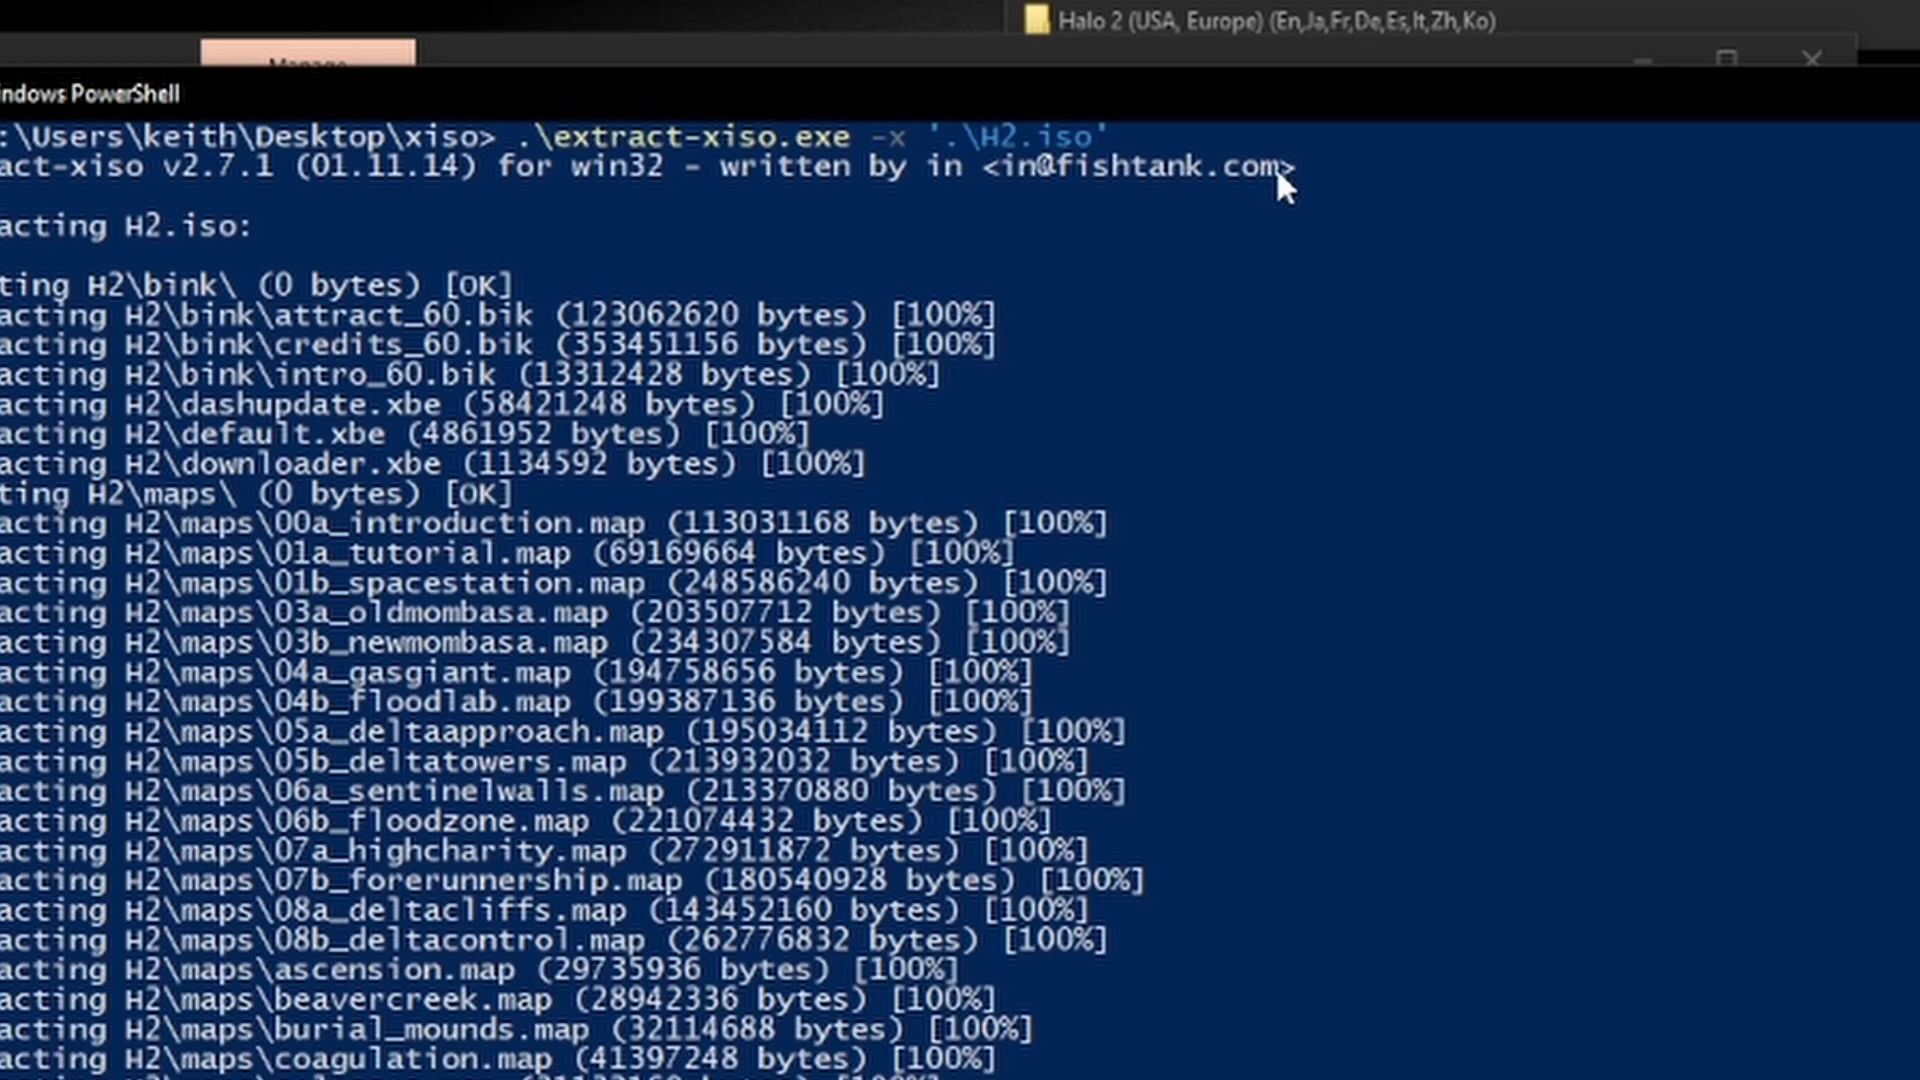 Halo 2 (USA, Europe) (En,Ja,Fr,De,Es,It,Zh,Ko)
Manage
indows PowerShell
:\Users\keith\Desktop\xiso> .\extract-xiso.exe -x '.\H2.iso'
act-xiso v2.7.1 (01.11.14) for win32 - written by in <in@fishtank.com>
acting H2.iso:
ting H2\bink\ (0 bytes) [OK]
acting H2\bink\attract_60.bik (123062620 bytes) [100%]
acting H2\bink\credits_60.bik (353451156 bytes) [100%]
acting H2\bink\intro_60.bik (13312428 bytes) [100%]
acting H2\dashupdate.xbe (58421248 bytes) [100%]
acting H2\default.xbe (4861952 bytes) [100%]
acting H2\downloader.xbe (1134592 bytes) [100%]
ting H2\maps\ (0 bytes) [OK]
acting H2\maps\00a_introduction.map (113031168 bytes) [100%]
acting H2\maps\01a_tutorial.map (69169664 bytes) [100%]
acting H2\maps\01b_spacestation.map (248586240 bytes) [100%]
acting H2\maps\03a_oldmombasa.map (203507712 bytes) [100%]
acting H2\maps\03b_newmombasa.map (234307584 bytes) [100%]
acting H2\maps\04a_gasgiant.map (194758656 bytes) [100%]
acting H2\maps\04b_floodlab.map (199387136 bytes) [100%]
acting H2\maps\05a_deltaapproach.map (195034112 bytes) [100%]
acting H2\maps\05b_deltatowers.map (213932032 bytes) [100%]
acting H2\maps\06a_sentinelwalls.map (213370880 bytes) [100%]
acting H2\maps\06b_floodzone.map (221074432 bytes) [100%]
acting H2\maps\07a_highcharity.map (272911872 bytes) [100%]
acting H2\maps\07b_forerunnership.map (180540928 bytes) [100%]
acting H2\maps\08a_deltacliffs.map (143452160 bytes) [100%]
acting H2\maps\08b_deltacontrol.map (262776832 bytes) [100%]
acting H2\maps\ascension.map (29735936 bytes) [100%]
acting H2\maps\beavercreek.map (28942336 bytes) [100%]
acting H2\maps\burial_mounds.map (32114688 bytes) [100%]
acting H2\maps\coagulation.map (41397248 bytes) [100%]